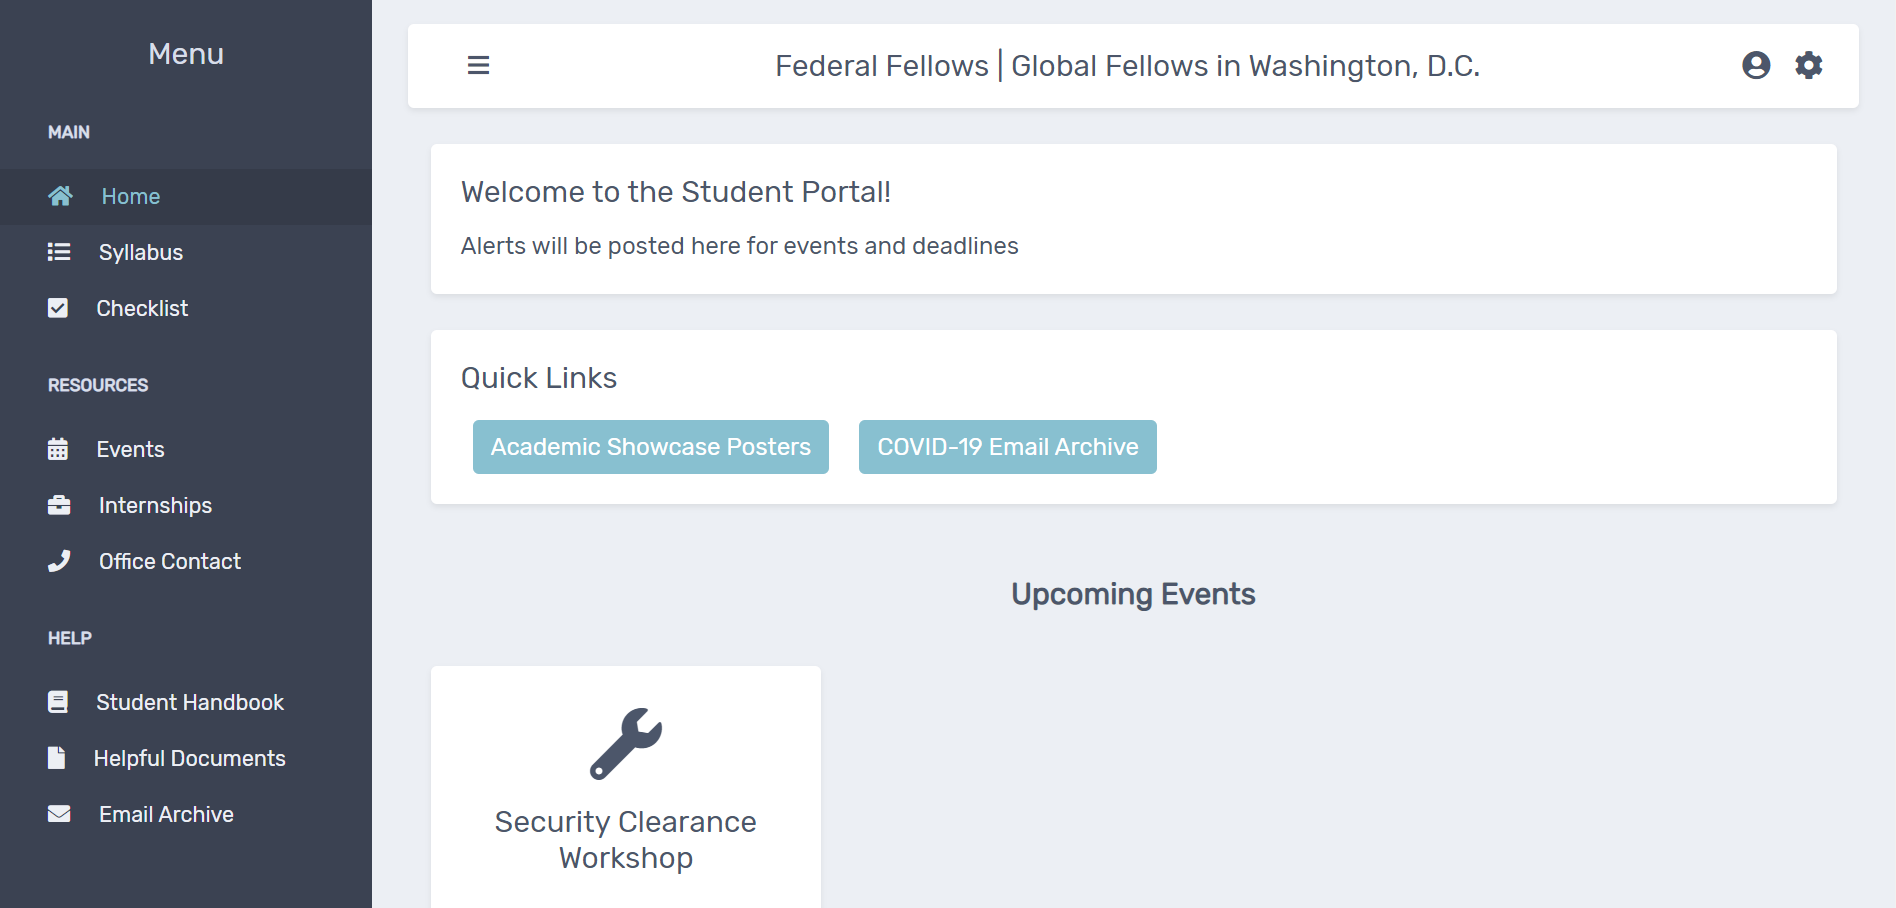 Menu
MAIN
Home
Syllabus
Checklist
RESOURCES
Events
Internships
Office Contact
HELP
Student Handbook
Helpful Documents
Email Archive
Federal Fellows | Global Fellows in Washington, D.C.
Welcome to the Student Portal!
Alerts will be posted here for events and deadlines
Quick Links
Academic Showcase Posters
COVID-19 Email Archive
Upcoming Events
Security Clearance
Workshop